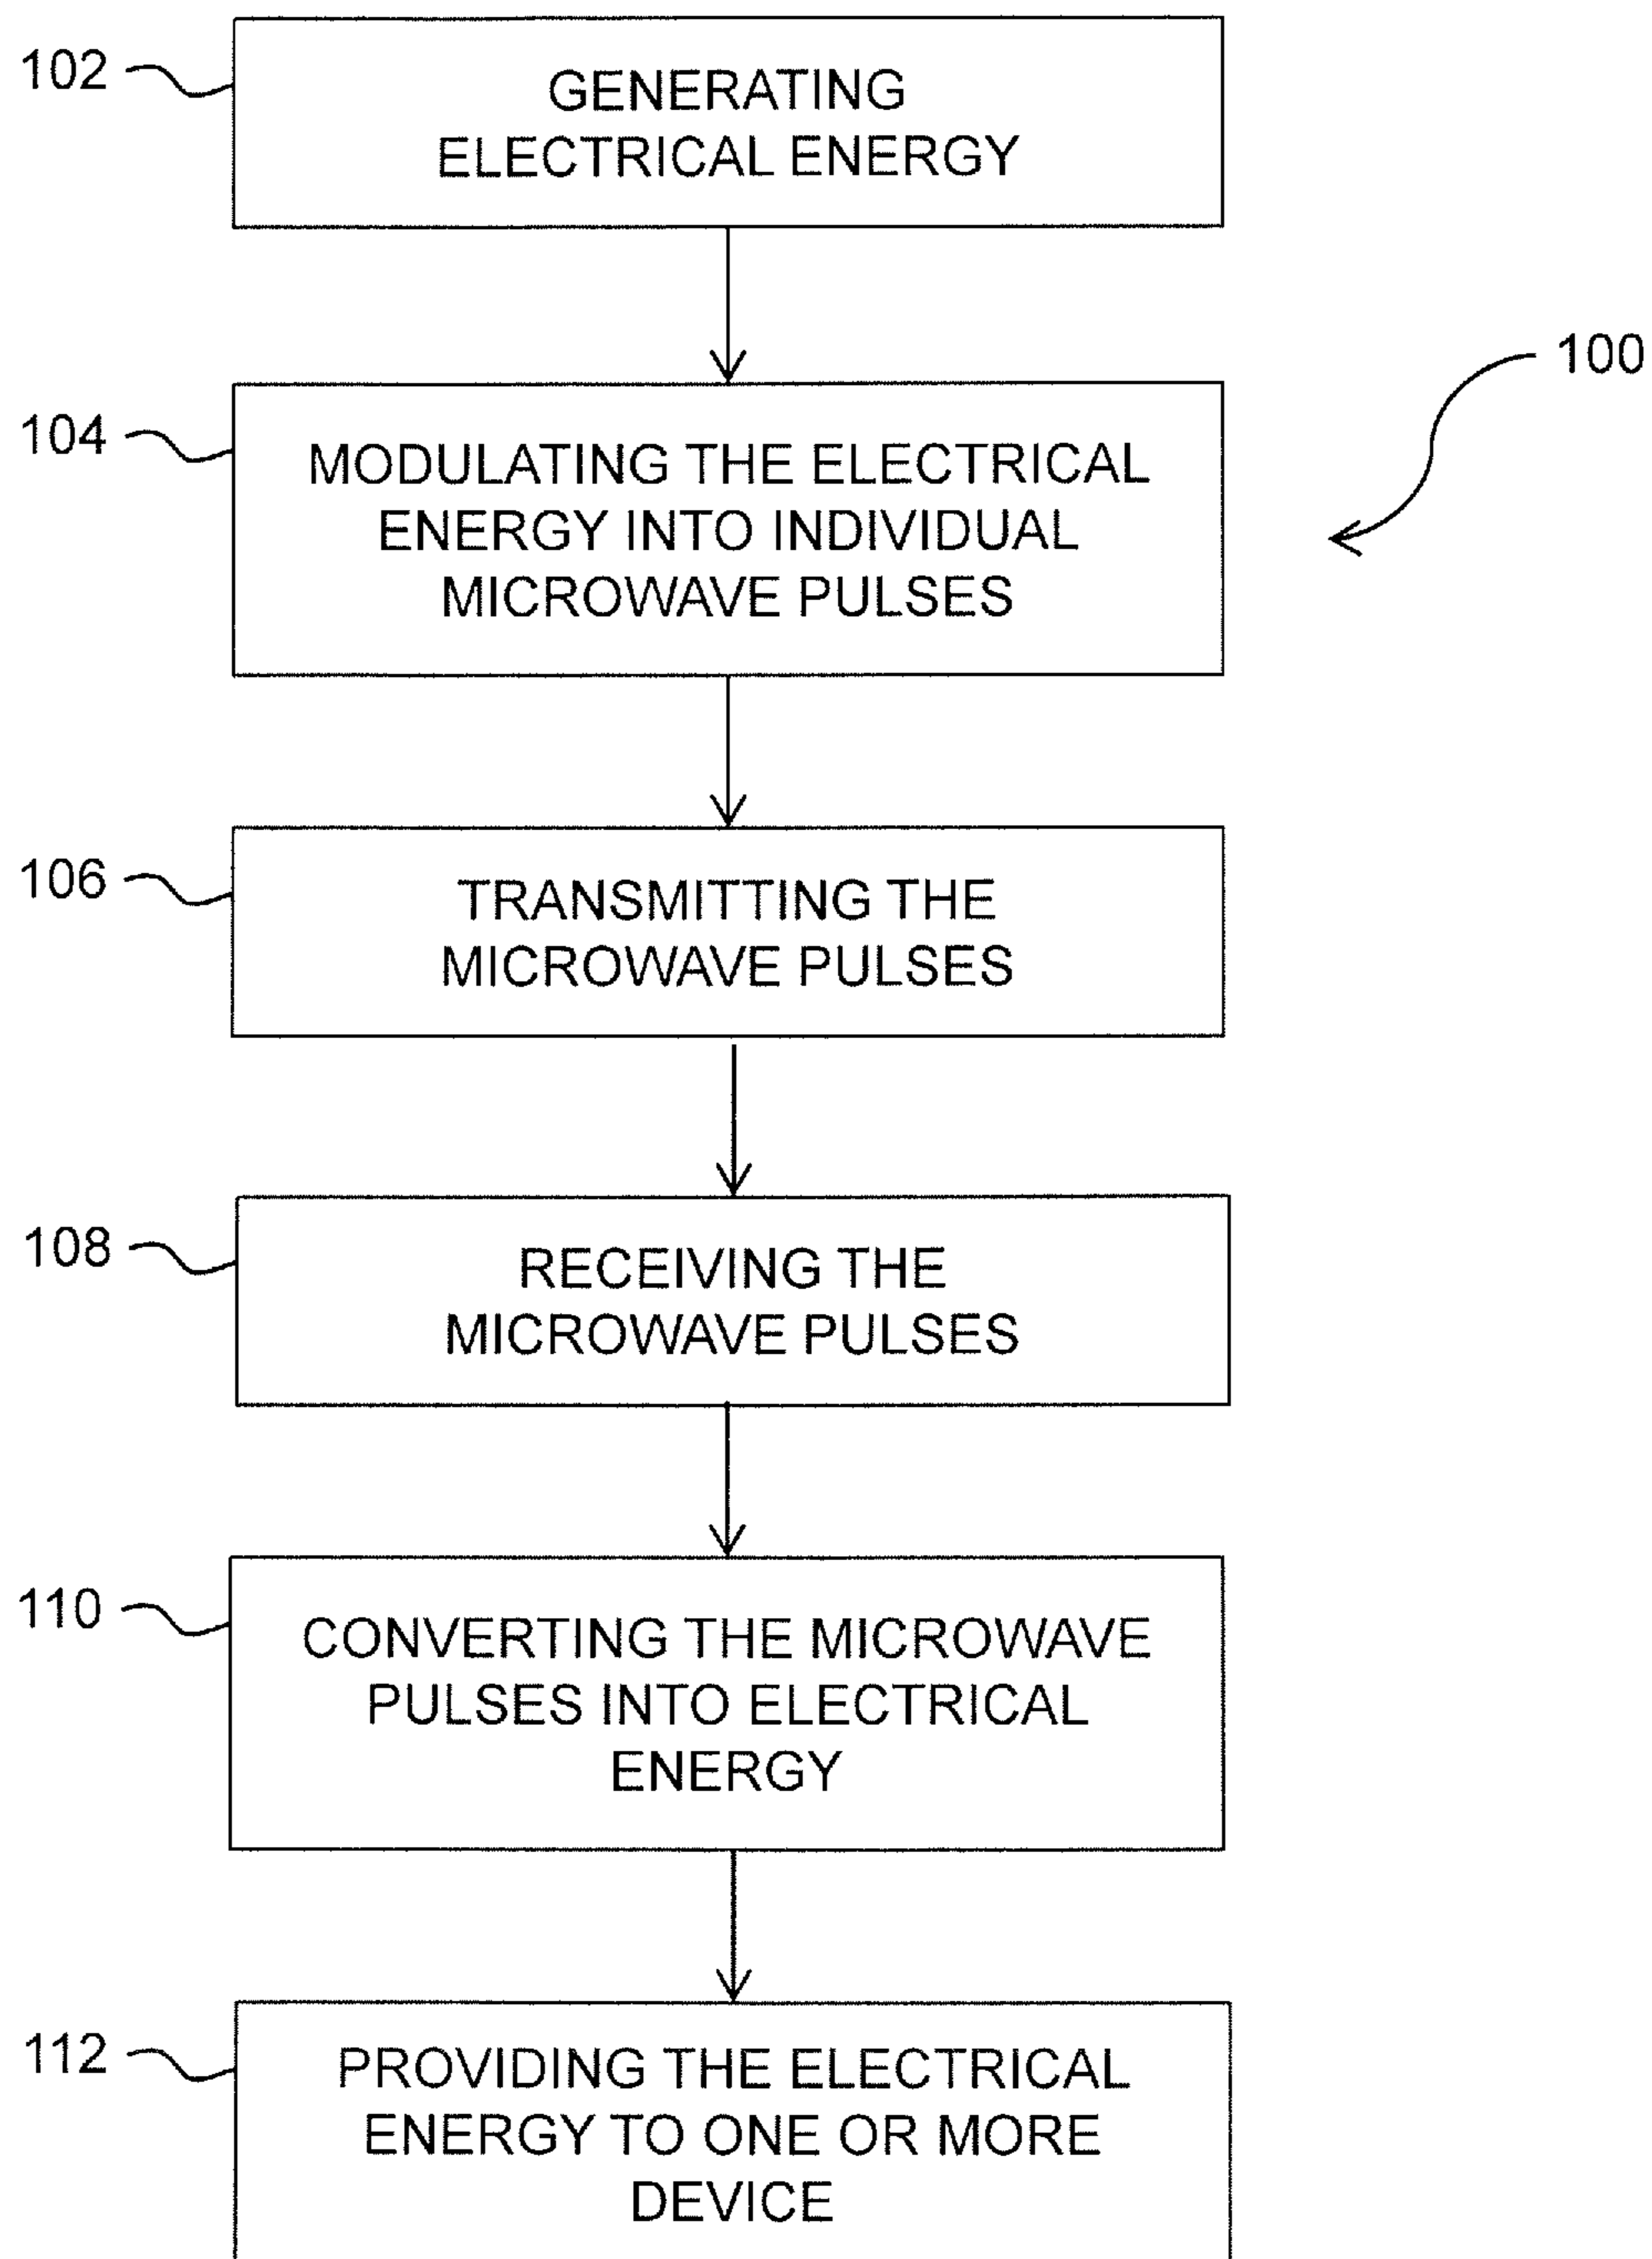 102
GENERATING
ELECTRICAL ENERGY
100
104
MODULATING THE ELECTRICAL
ENERGY INTO INDIVIDUAL
MICROWAVE PULSES
106
TRANSMITTING THE
MICROWAVE PULSES
108
RECEIVING THE
MICROWAVE PULSES
110
CONVERTING THE MICROWAVE
PULSES INTO ELECTRICAL
ENERGY
112
PROVIDING THE ELECTRICAL
ENERGY TO ONE OR MORE
DEVICE